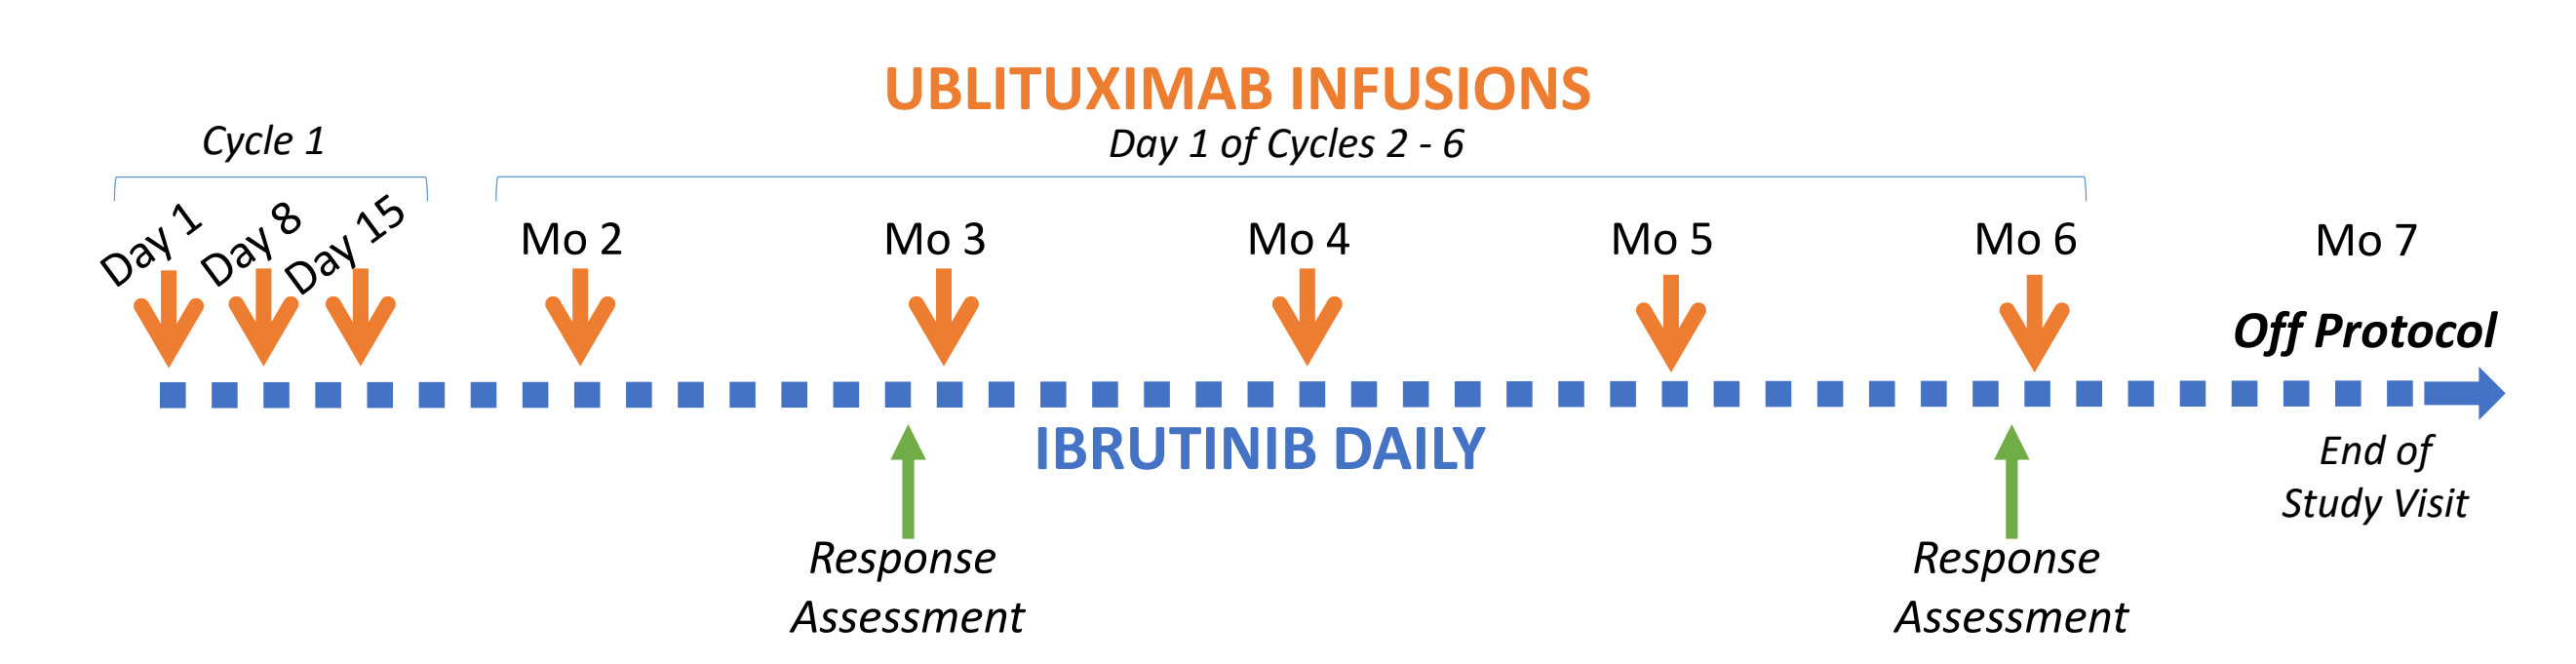 UBLITUXIMAB INFUSIONS
Cycle 1
Day 1 of Cycles 2 - 6
Day 1
Day 8
Day 15
Mo 2
Mo 3
Mo 4
Mo 5
Mo 6
Mo 7
Off Protocol
IBRUTINIB DAILY
End of
Study Visit
Response
Assessment
Response
Assessment